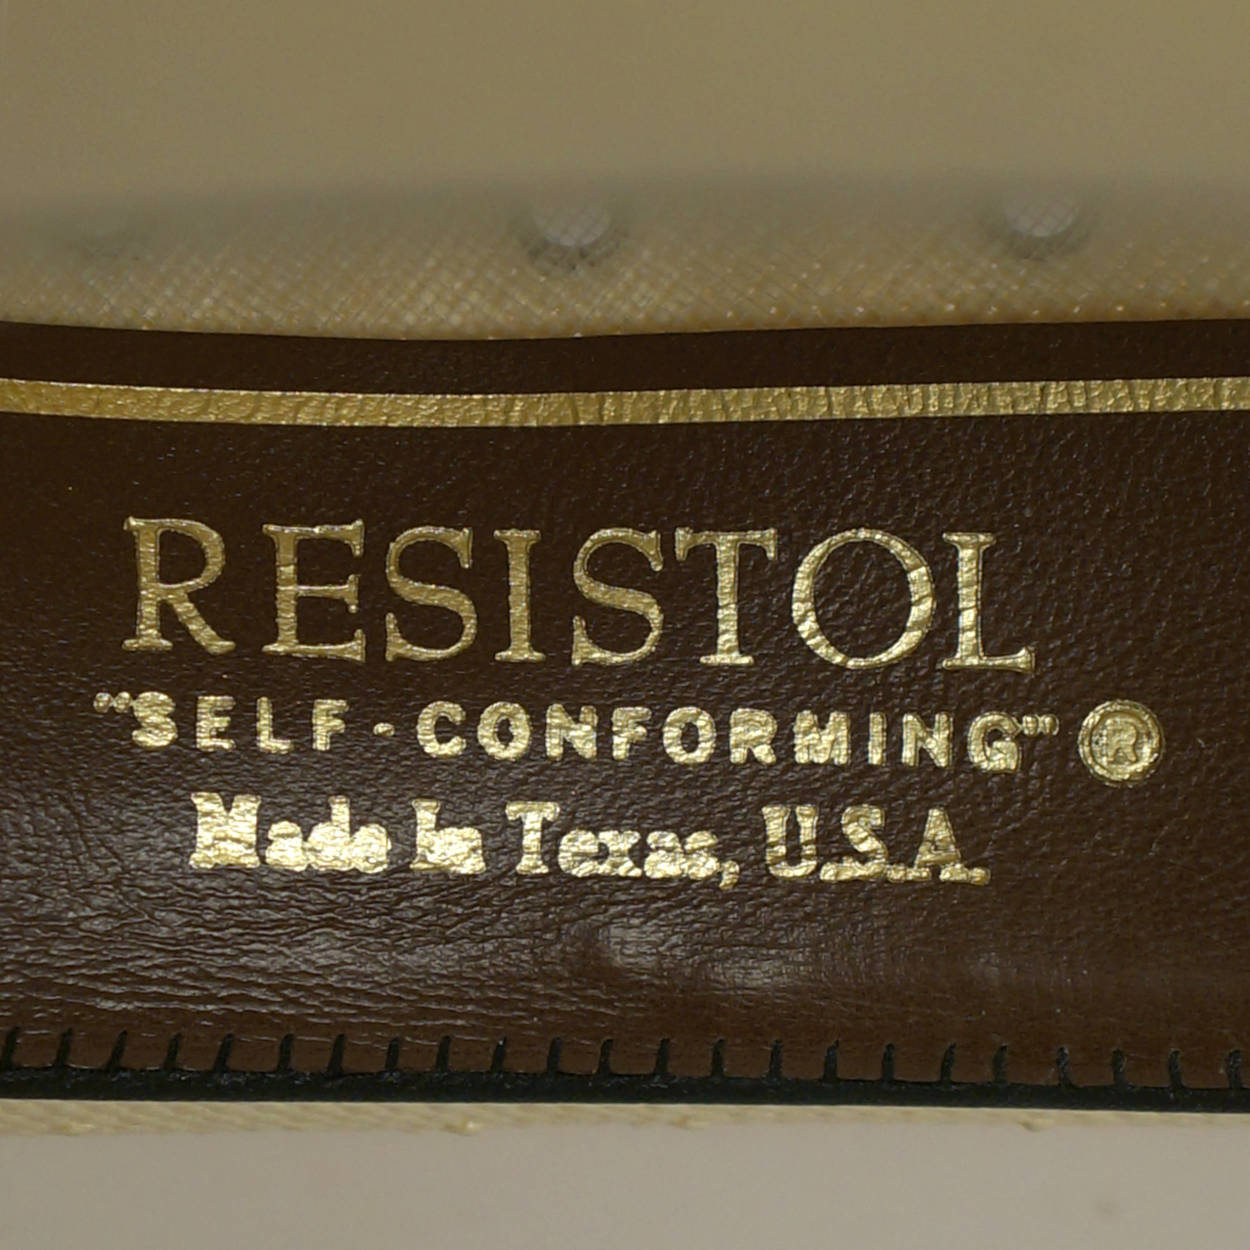 RESISTOL
"SELF-CONFORMING" ®
Made In Texas, U.S.A.